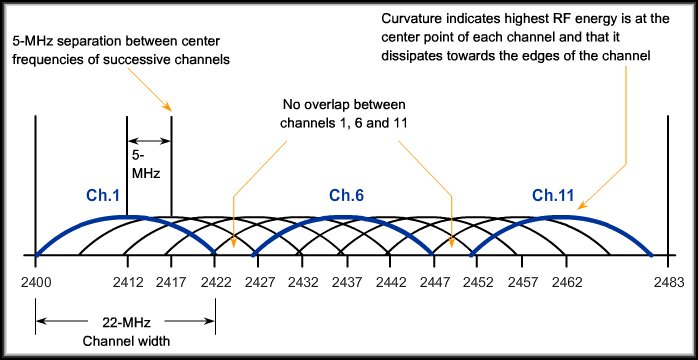 Curvature indicates highest RF energy is at the
center point of each channel and that it
dissipates towards the edges of the channel
5-MHz separation between center
frequencies of successive channels
No overlap between
channels 1, 6 and 11
5-
MHz
Ch.1
Ch.6
Ch.11
2400
2412
2417
2422
2427
2432
2437
2442
2447
2452
2457
2462
2483
22-MHz
Channel width